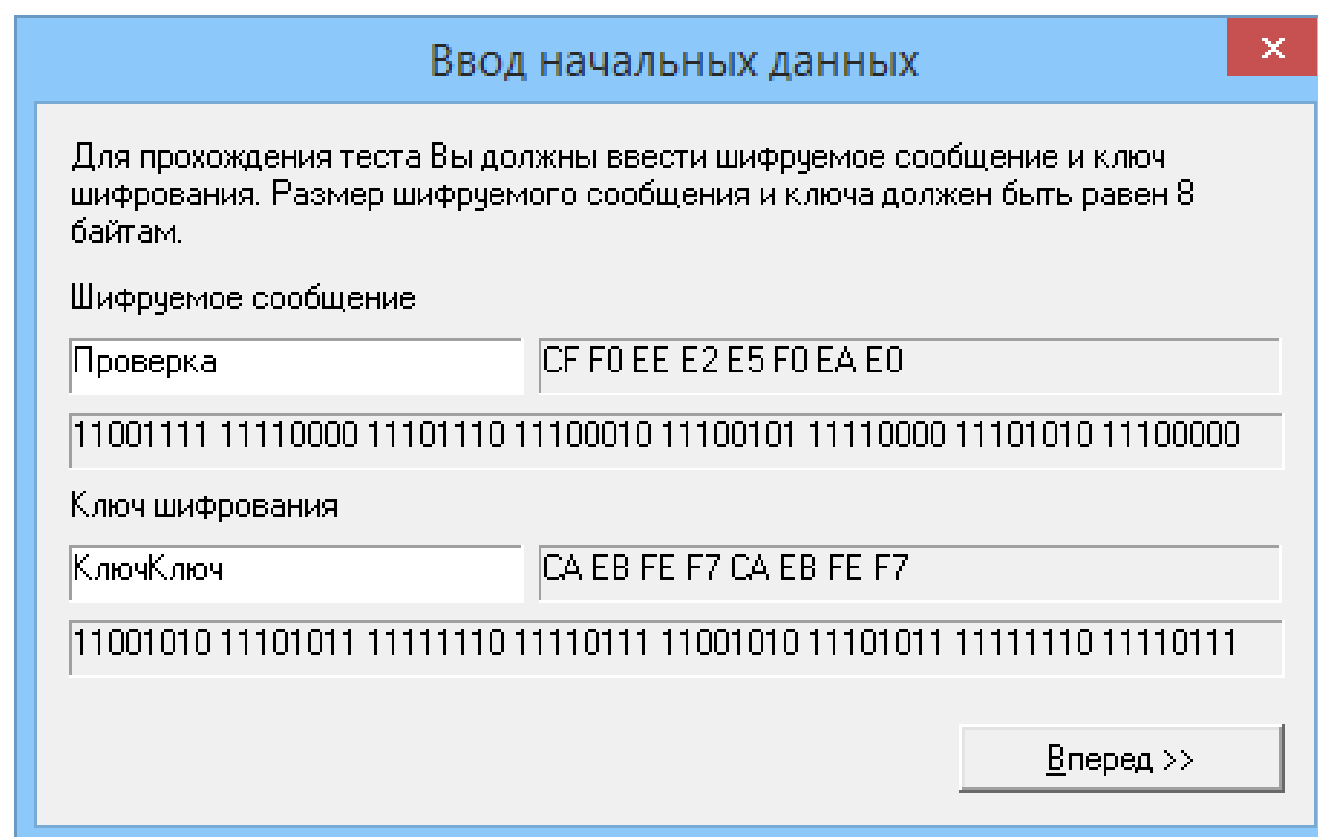 Ввод начальных данных
Для прохождения теста Вы должны ввести шифруемое сообщение и ключ
шифрования. Размер шифруемого сообщения и ключа должен быть равен 8
байтам.
Шифруемое сообщение
Проверка
CF F0 EE E2 E5 F0 EA E0
11001111 11110000 11101110 11100010 11100101 11110000 11101010 11100000
Ключ шифрования
КлючКлюч
CA EB FE F7 CA EB FE F7
11001010 11101011 11111110 11110111 11001010 11101011 11111110 11110111
Вперед >>